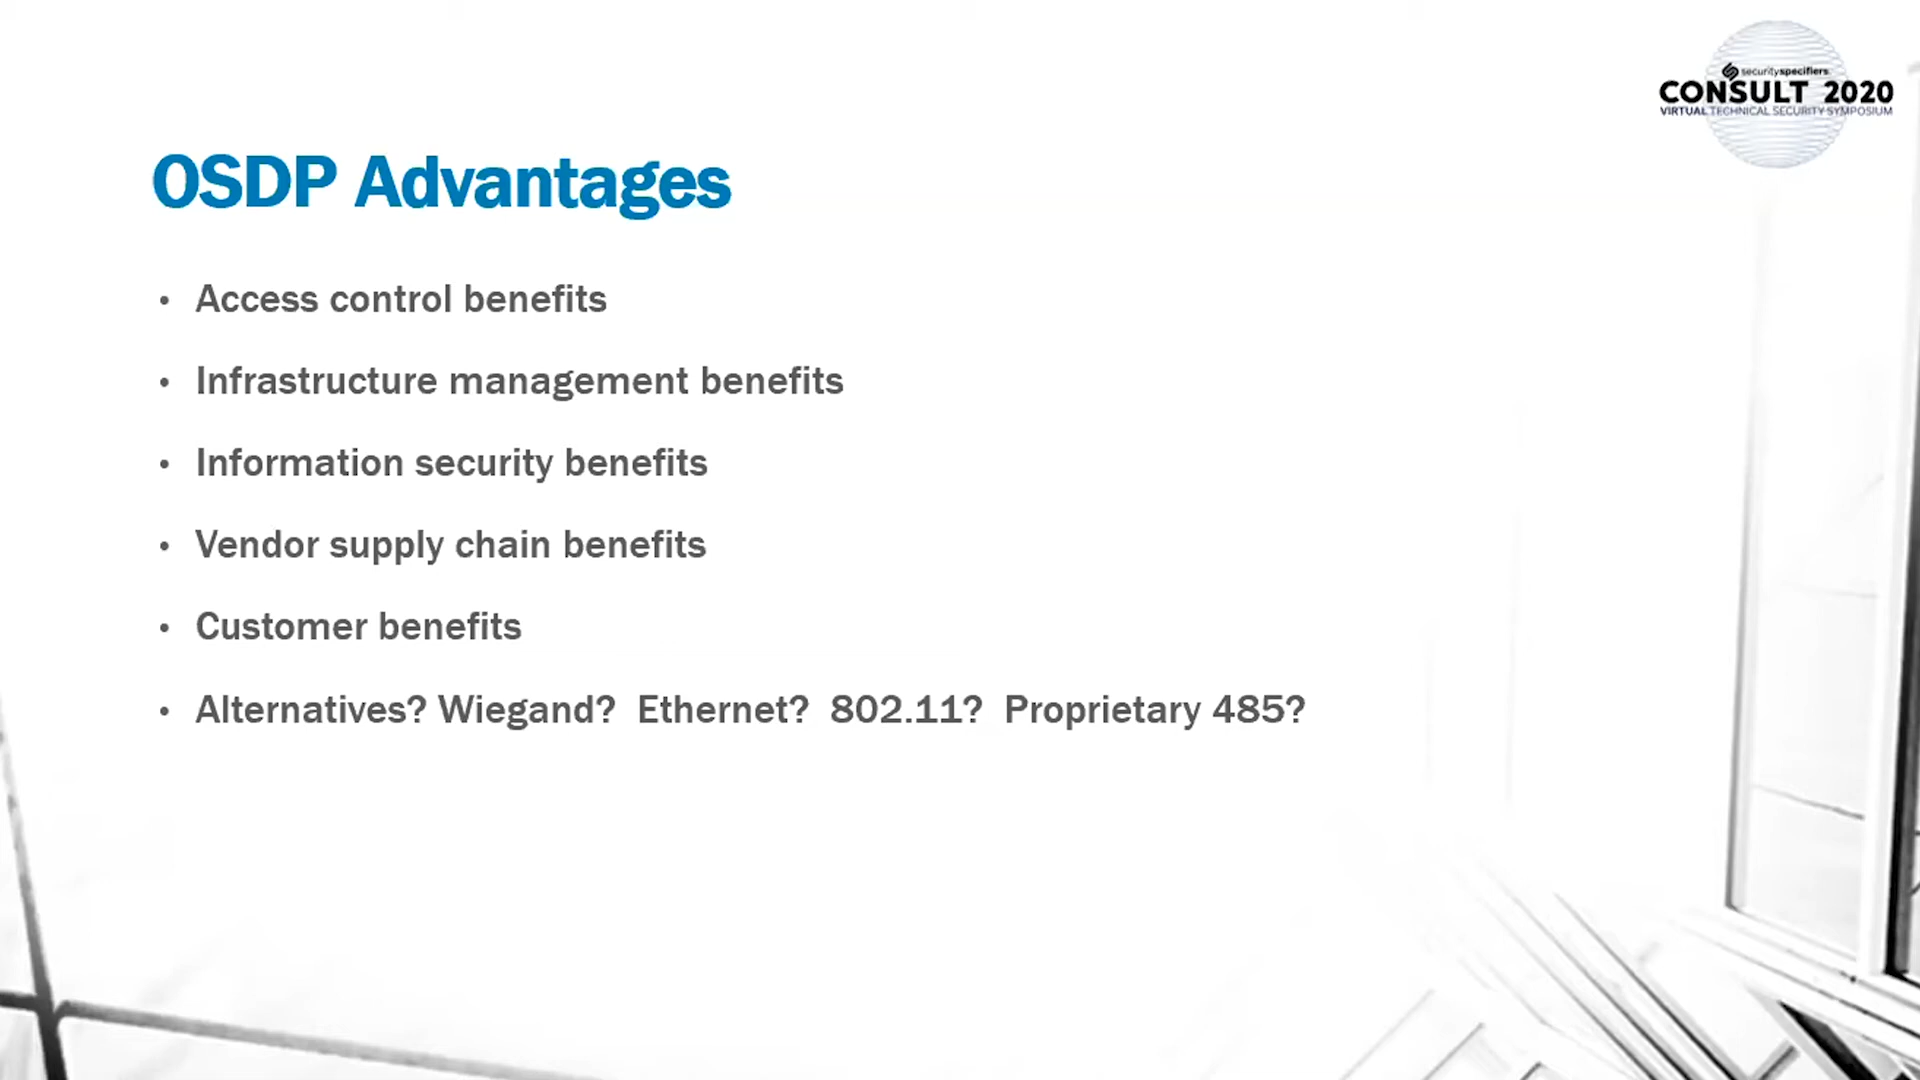 securityspecifiers
CONSULT 2020
VIRTUAL TECHNICAL SECURITY SYMPOSIUM
OSDP Advantages
• Access control benefits
• Infrastructure management benefits
• Information security benefits
• Vendor supply chain benefits
• Customer benefits
• Alternatives? Wiegand?  Ethernet?  802.11?  Proprietary 485?